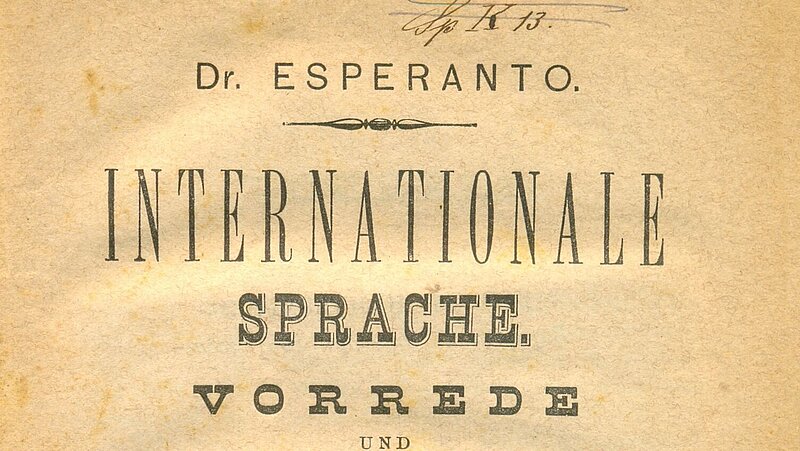 Sp K 13.
Dr. ESPERANTO.
INTERNATIONALE
SPRACHE.
VORREDE
UND